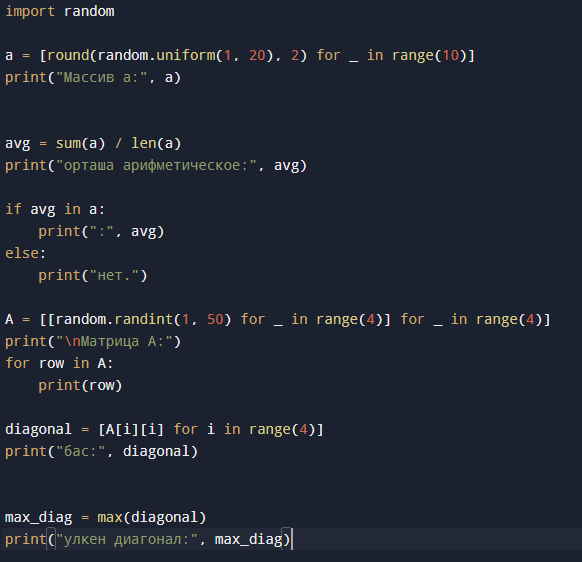 import random
a = [round(random.uniform(1, 20), 2) for _ in range(10)]
print("Массив a:", a)
avg = sum(a) / len(a)
print("орташа арифметическое:", avg)
if avg in a:
    print(":", avg)
else:
    print("нет.")
A = [[random.randint(1, 50) for _ in range(4)] for _ in range(4)]
print("\nМатрица A:")
for row in A:
    print(row)
diagonal = [A[i][i] for i in range(4)]
print("бас:", diagonal)
max_diag = max(diagonal)
print("улкен диагонал:", max_diag)